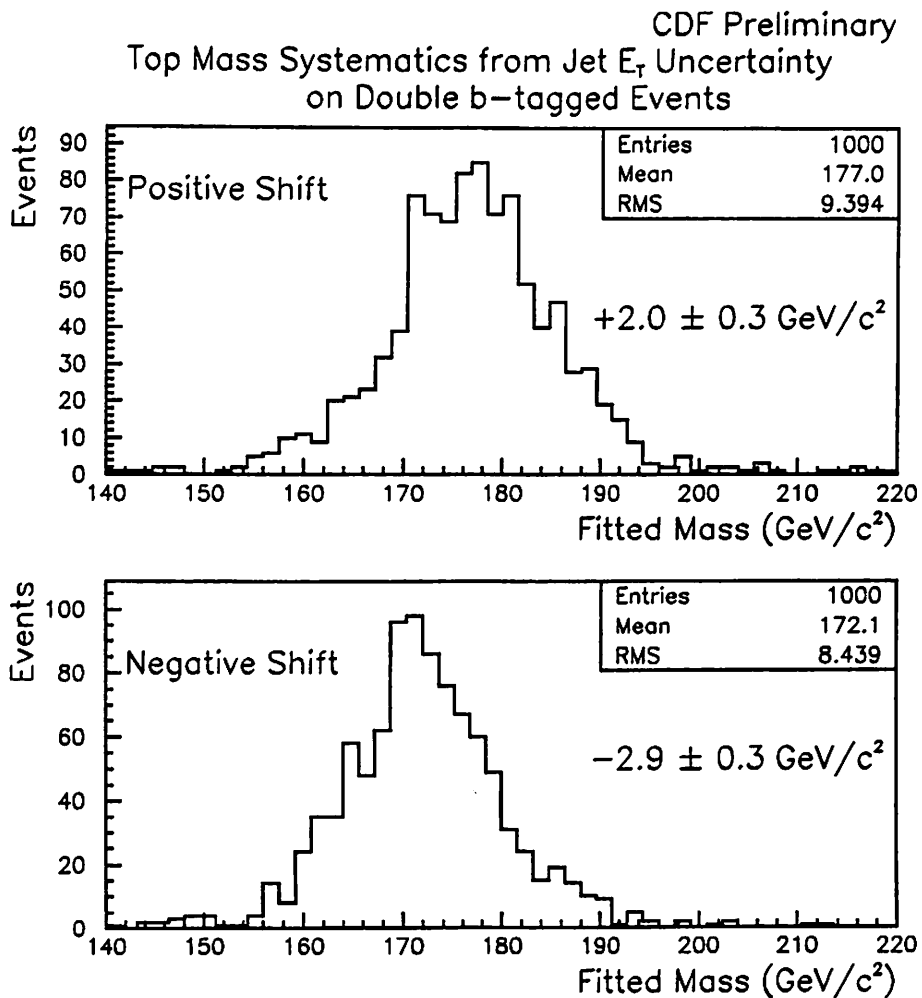 CDF Preliminary
Top Mass Systematics from Jet E_T Uncertainty
on Double b-tagged Events
Events
90
80
70
60
50
40
30
20
10
0
Positive Shift
Entries 1000
Mean 177.0
RMS 9.394
+2.0 ± 0.3 GeV/c²
140 150 160 170 180 190 200 210 220
Fitted Mass (GeV/c²)
Events
100
80
60
40
20
0
Negative Shift
Entries 1000
Mean 172.1
RMS 8.439
−2.9 ± 0.3 GeV/c²
140 150 160 170 180 190 200 210 220
Fitted Mass (GeV/c²)